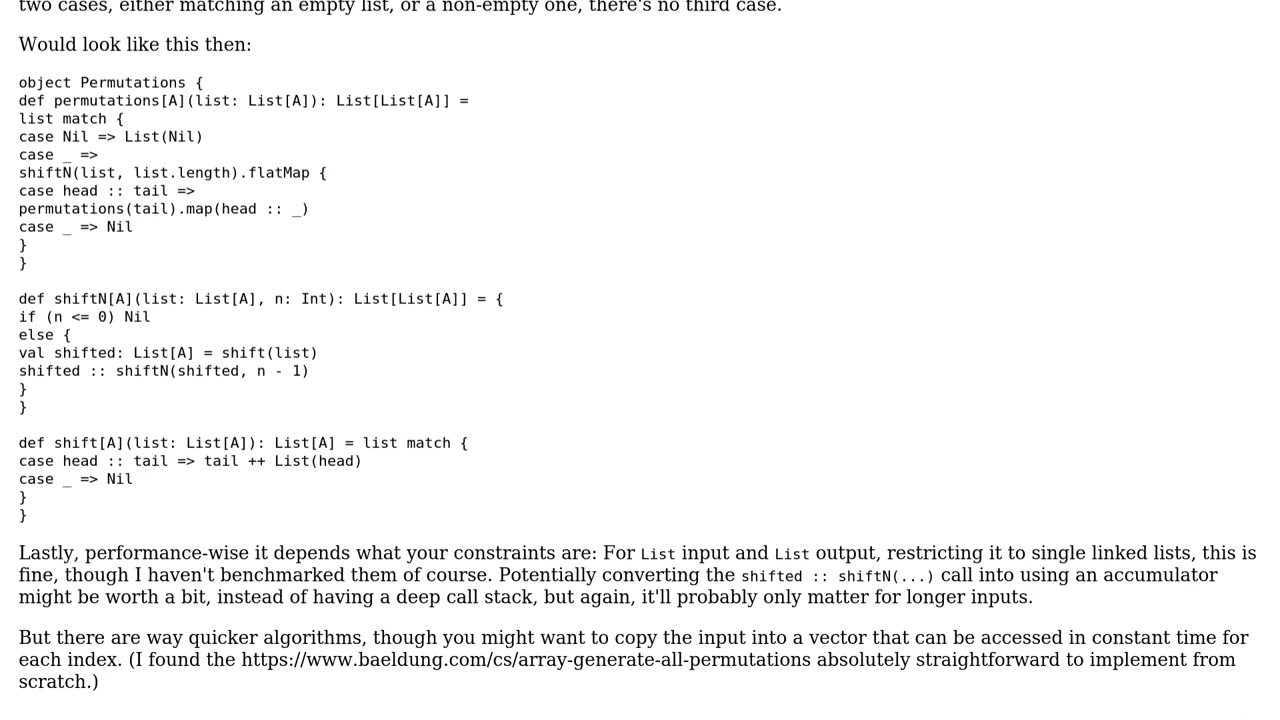 two cases, either matching an empty list, or a non-empty one, there's no third case.
Would look like this then:
object Permutations {
def permutations[A](list: List[A]): List[List[A]] =
list match {
case Nil => List(Nil)
case _ =>
shiftN(list, list.length).flatMap {
case head :: tail =>
permutations(tail).map(head :: _)
case _ => Nil
}
}
def shiftN[A](list: List[A], n: Int): List[List[A]] = {
if (n <= 0) Nil
else {
val shifted: List[A] = shift(list)
shifted :: shiftN(shifted, n - 1)
}
}
def shift[A](list: List[A]): List[A] = list match {
case head :: tail => tail ++ List(head)
case _ => Nil
}
}
Lastly, performance-wise it depends what your constraints are: For List input and List output, restricting it to single linked lists, this is
fine, though I haven't benchmarked them of course. Potentially converting the shifted :: shiftN(...) call into using an accumulator
might be worth a bit, instead of having a deep call stack, but again, it'll probably only matter for longer inputs.
But there are way quicker algorithms, though you might want to copy the input into a vector that can be accessed in constant time for
each index. (I found the https://www.baeldung.com/cs/array-generate-all-permutations absolutely straightforward to implement from
scratch.)